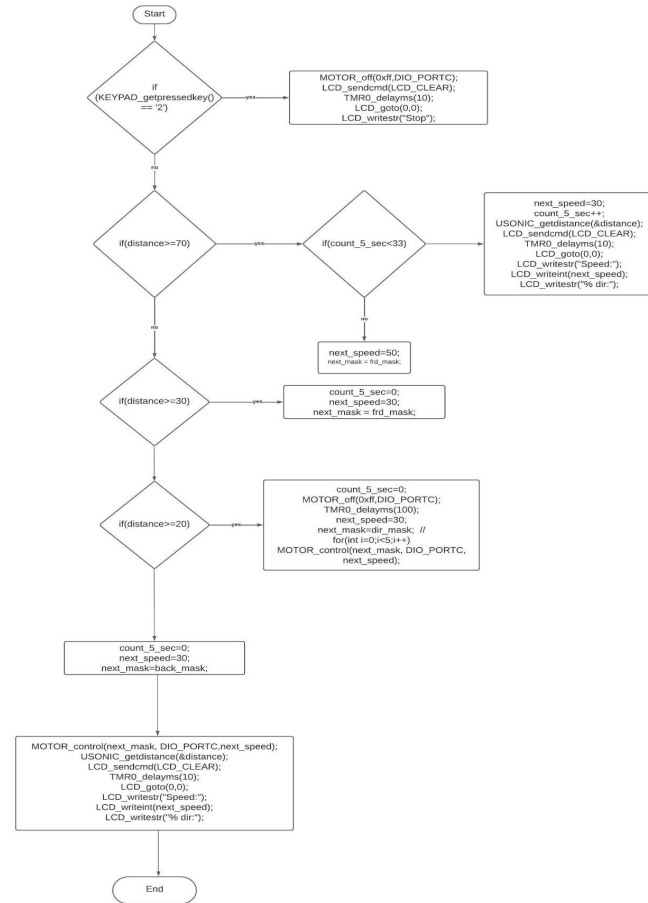 Start
if
(KEYPAD_getpressedkey()
== '2')
yes
MOTOR_off(0xff,DIO_PORTC);
LCD_sendcmd(LCD_CLEAR);
TMR0_delayms(10);
LCD_goto(0,0);
LCD_writestr("Stop");
no
if(distance>=70)
yes
if(count_5_sec<33)
next_speed=30;
count_5_sec++;
USONIC_getdistance(&distance);
LCD_sendcmd(LCD_CLEAR);
TMR0_delayms(10);
LCD_goto(0,0);
LCD_writestr("Speed:");
LCD_writeint(next_speed);
LCD_writestr("% dir:");
no
next_speed=50;
next_mask = frd_mask;
no
if(distance>=30)
yes
count_5_sec=0;
next_speed=30;
next_mask = frd_mask;
if(distance>=20)
yes
count_5_sec=0;
MOTOR_off(0xff,DIO_PORTC);
TMR0_delayms(100);
next_speed=30;
next_mask=dir_mask; //
for(int i=0;i<5;i++)
MOTOR_control(next_mask, DIO_PORTC,
next_speed);
count_5_sec=0;
next_speed=30;
next_mask=back_mask;
MOTOR_control(next_mask, DIO_PORTC,next_speed);
USONIC_getdistance(&distance);
LCD_sendcmd(LCD_CLEAR);
TMR0_delayms(10);
LCD_goto(0,0);
LCD_writestr("Speed:");
LCD_writeint(next_speed);
LCD_writestr("% dir:");
End